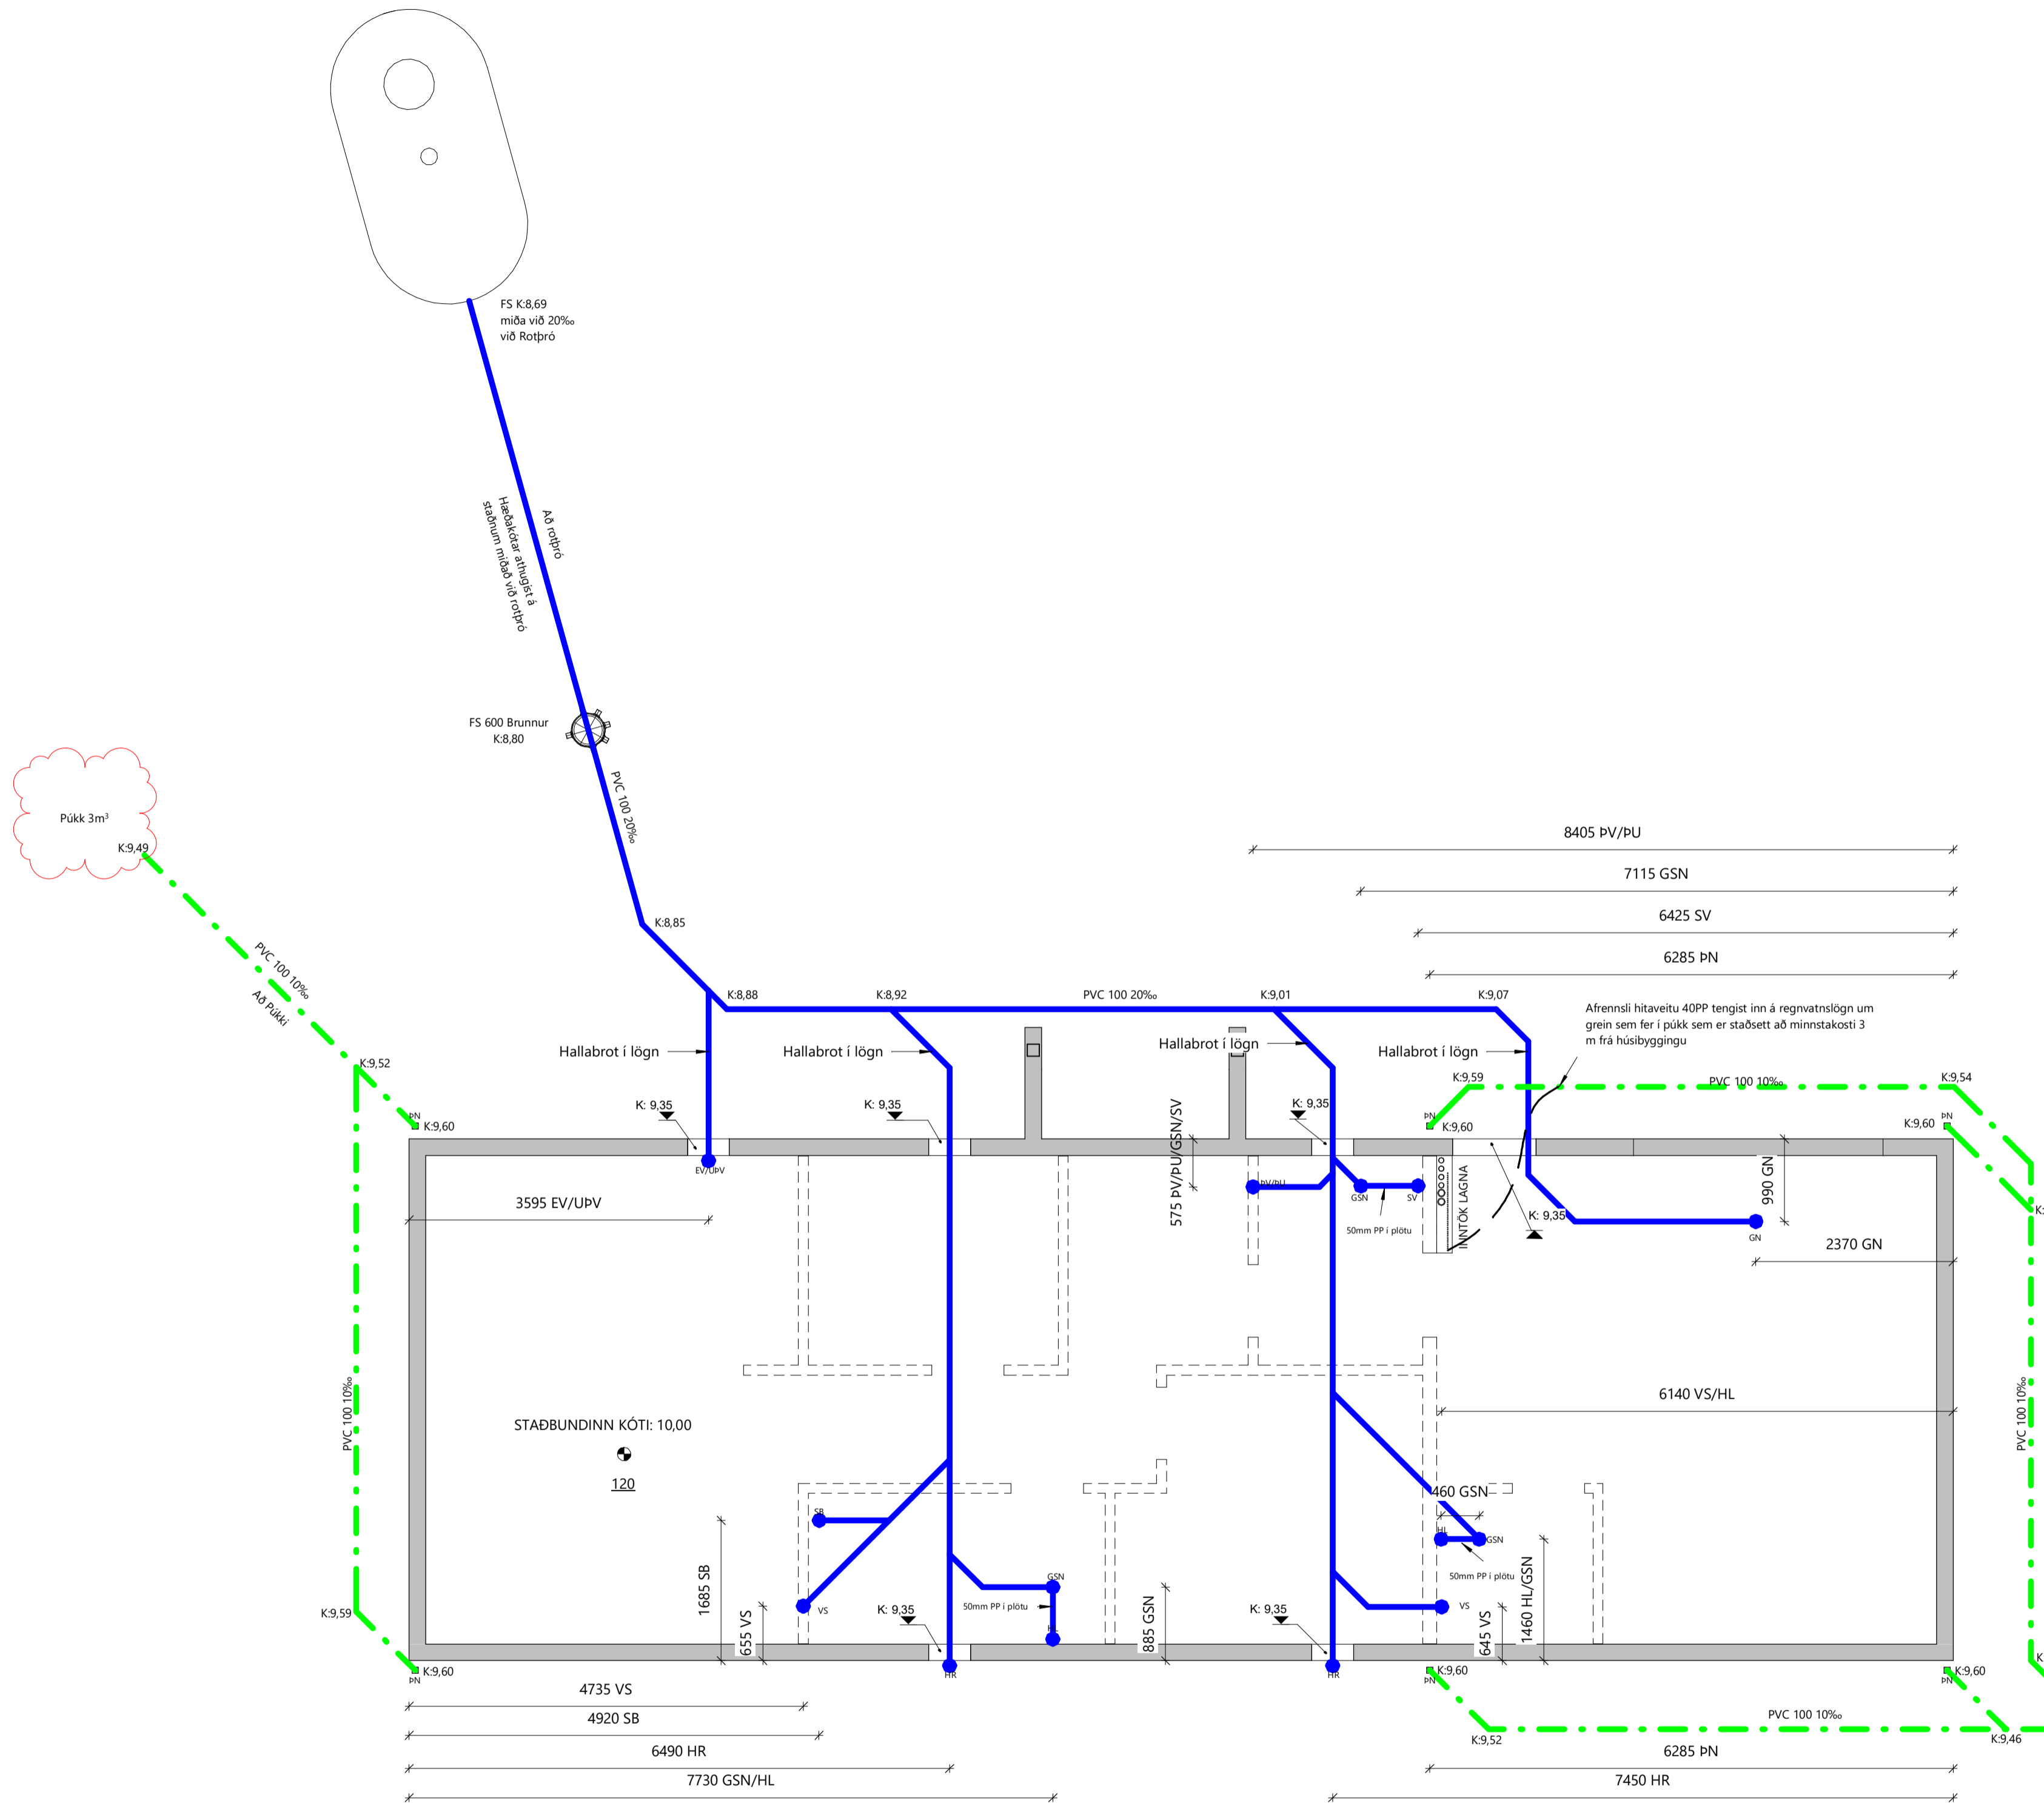 FS K:8,69
miða við 20‰
við Rotþró
Að rotþró
Hæðakótar athugist á
staðnum miðað við rotþró
FS 600 Brunnur
K:8,80
PVC 100 20‰
Púkk 3m³
K:9,49
PVC 100 10‰
Að Púkki
K:8,85
8405 ÞV/ÞU
7115 GSN
6425 SV
6285 ÞN
K:8,88
K:8,92
PVC 100 20‰
K:9,01
K:9,07
Afrennsli hitaveitu 40PP tengist inn á regnvatnslögn um
grein sem fer í púkk sem er staðsett að minnstakosti 3
m frá húsibyggingu
Hallabrot í lögn
Hallabrot í lögn
Hallabrot í lögn
Hallabrot í lögn
K:9,52
K:9,59
PVC 100 10‰
K:9,54
K: 9,35
K: 9,35
K: 9,35
ÞN
K:9,60
ÞN
K:9,60
ÞN
K:9,60
EV/UÞV
575 ÞV/ÞU/GSN/SV
ÞV/ÞU
GSN
SV
50mm PP í plötu
INNTÖK LAGNA
K: 9,35
990 GN
GN
K:
3595 EV/UÞV
2370 GN
PVC 100 10‰
6140 VS/HL
PVC 100 10‰
STAÐBUNDINN KÓTI: 10,00
120
460 GSN
SB
HL
GSN
1685 SB
655 VS
VS
GSN
50mm PP í plötu
HL
885 GSN
50mm PP í plötu
VS
645 VS
1460 HL/GSN
K:9,59
K: 9,35
K: 9,35
K:9,60
ÞN
HR
HR
K:9,60
ÞN
K:9,60
ÞN
K
4735 VS
4920 SB
6490 HR
7730 GSN/HL
PVC 100 10‰
K:9,52
K:9,46
6285 ÞN
7450 HR